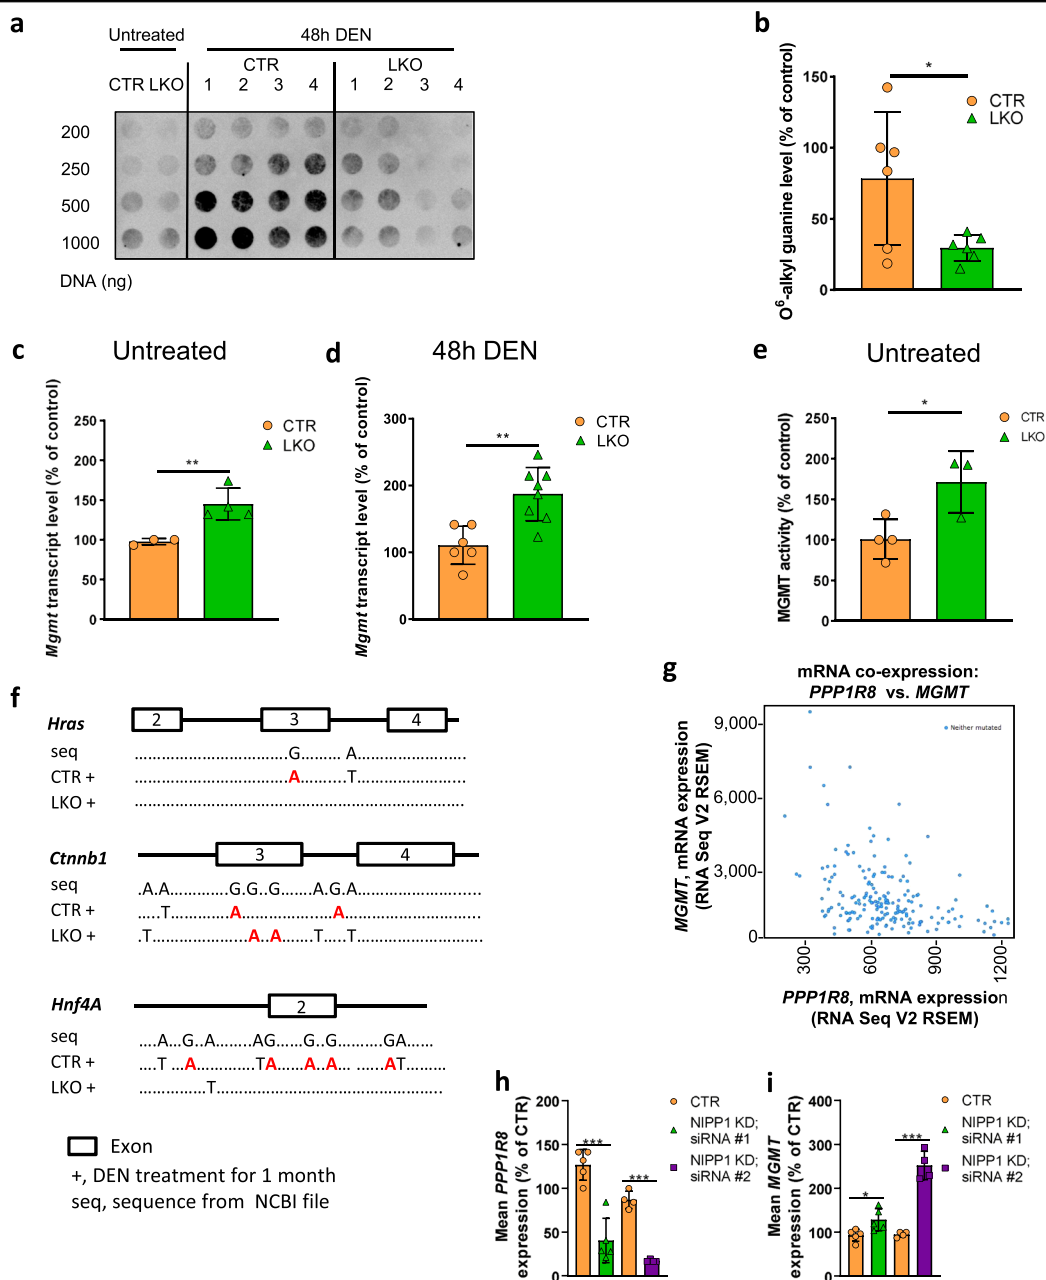 a
Untreated
48h DEN
CTR
LKO
CTR LKO 1 2 3 4 1 2 3 4
200
250
500
1000
DNA (ng)
b
O6-alkyl guanine level (% of control)
150
100
50
0
*
CTR
LKO
c
Untreated
Mgmt transcript level (% of control)
250
200
150
100
50
0
**
CTR
LKO
d
48h DEN
Mgmt transcript level (% of control)
300
200
100
0
**
CTR
LKO
e
Untreated
MGMT activity (% of control)
250
200
150
100
50
0
*
CTR
LKO
f
Hras
2 3 4
seq ........G........A........
CTR + ........A........T........
LKO + ........................
Ctnnb1
3 4
seq .A.A........G.G..G......A.G.A........
CTR + ....T........A............A........
LKO + .T............A..A......T....T........
Hnf4A
2
seq ....A..G..A......AG.....G..G.......GA......
CTR + ....T ...A.........TA.....A..A... ......AT......
LKO + ..........T........................
Exon
+, DEN treatment for 1 month
seq, sequence from NCBI file
g
mRNA co-expression:
PPP1R8 vs. MGMT
MGMT, mRNA expression
(RNA Seq V2 RSEM)
9,000
6,000
3,000
0
Neither mutated
300
600
900
1200
PPP1R8, mRNA expression
(RNA Seq V2 RSEM)
h
Mean PPP1R8
expression (% of CTR)
200
150
100
50
0
***
***
CTR
NIPP1 KD;
siRNA #1
NIPP1 KD;
siRNA #2
i
Mean MGMT
expression (% of CTR)
400
300
200
100
0
*
***
CTR
NIPP1 KD;
siRNA #1
NIPP1 KD;
siRNA #2